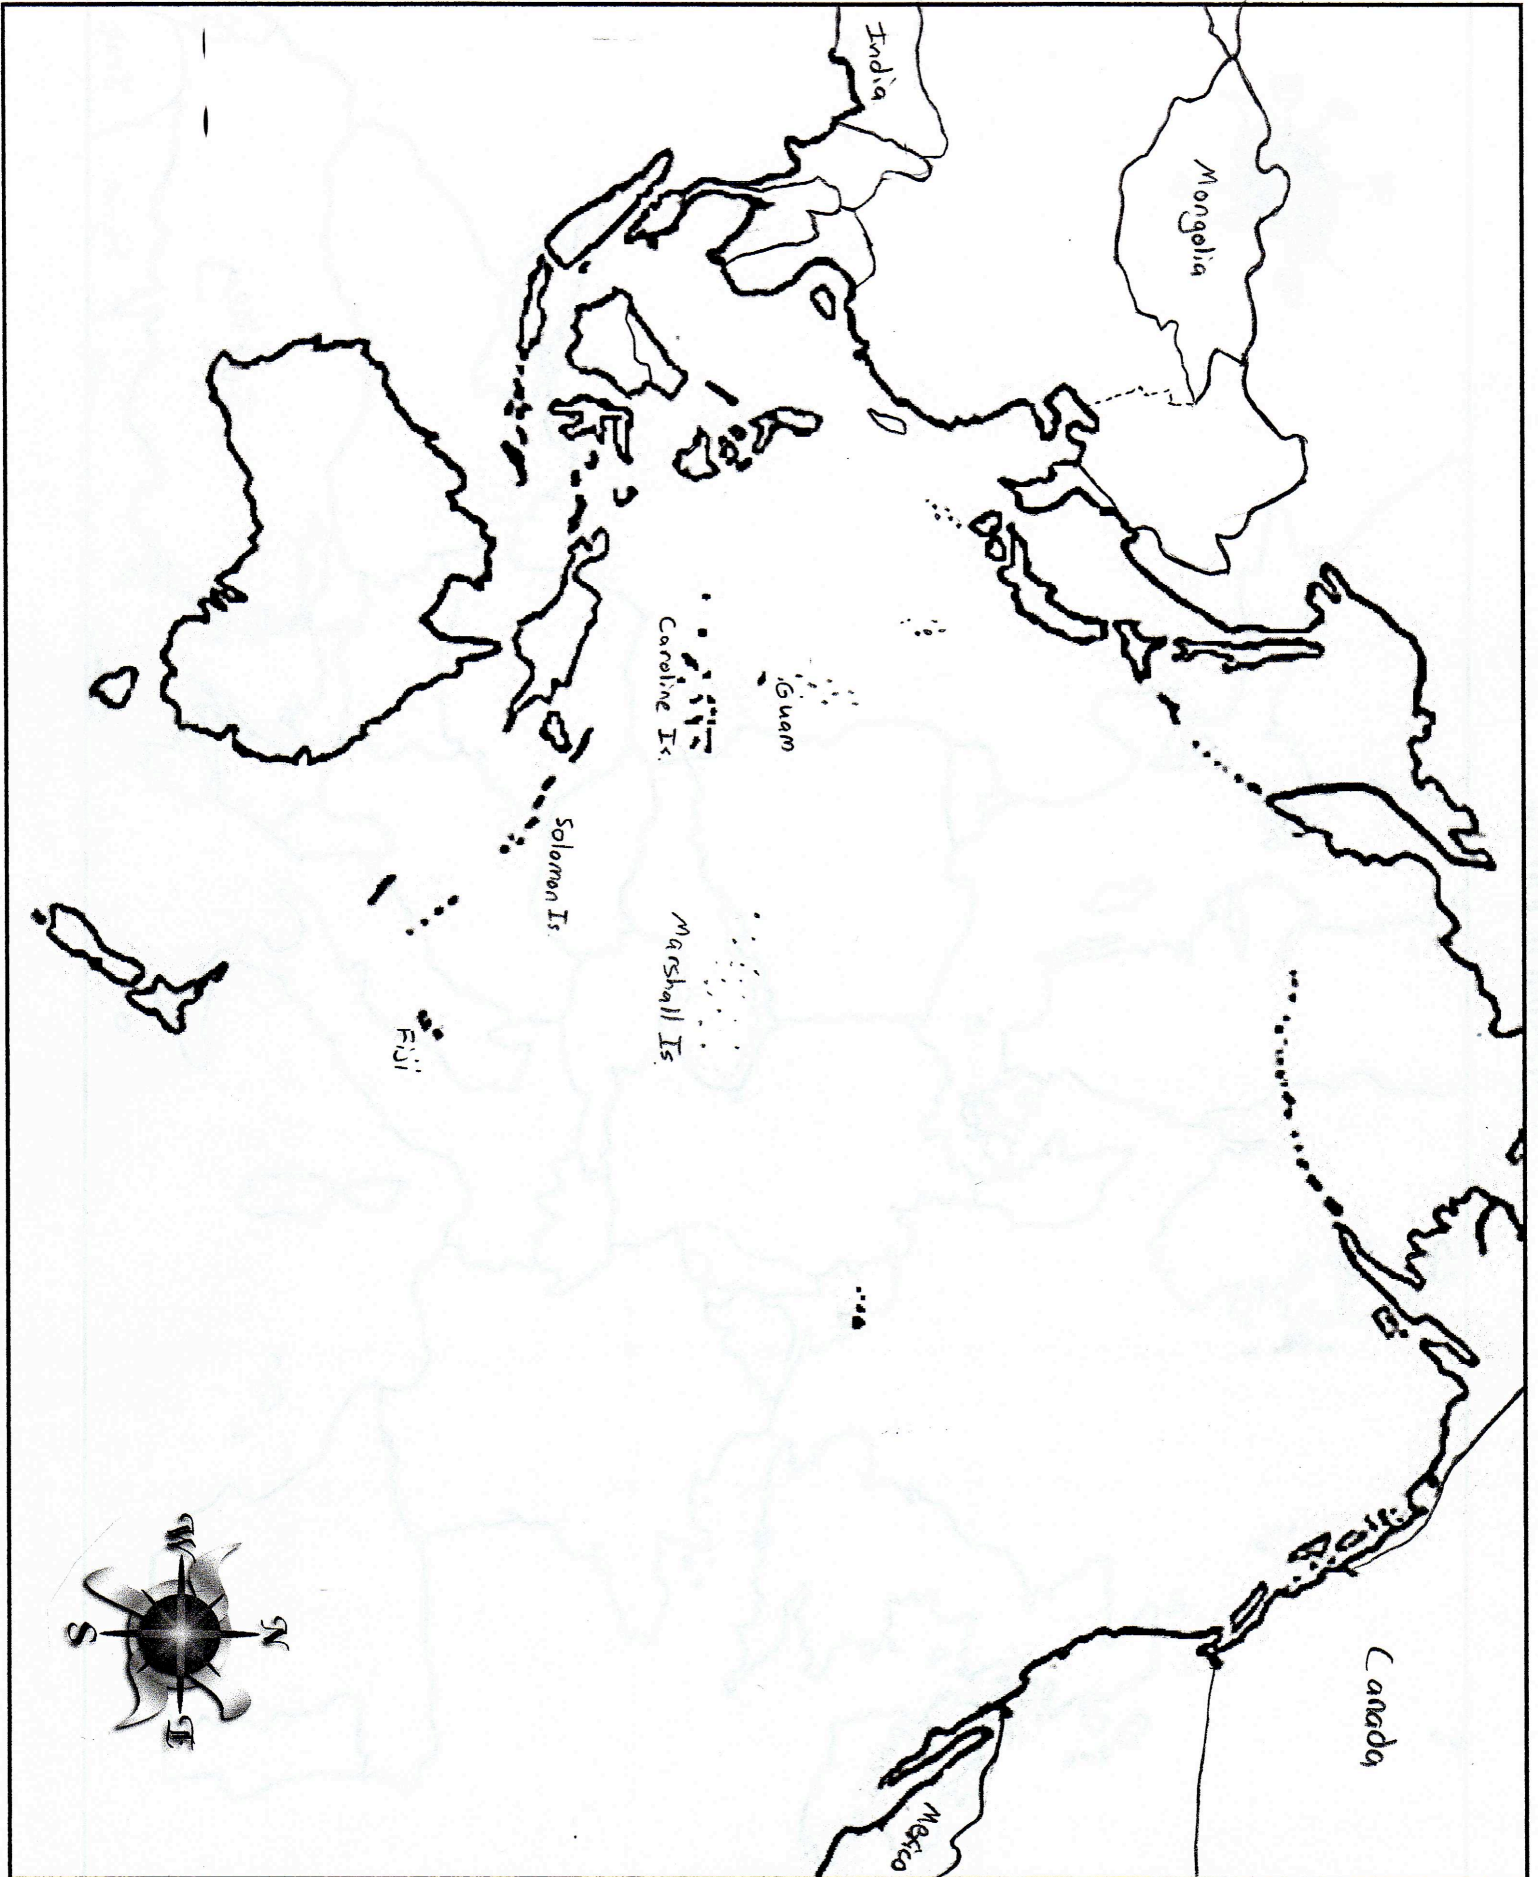 Canada
Mongolia
India
Mexico
Guam
Caroline Is.
Marshall Is.
Solomon Is.
Fiji
N
W
E
S